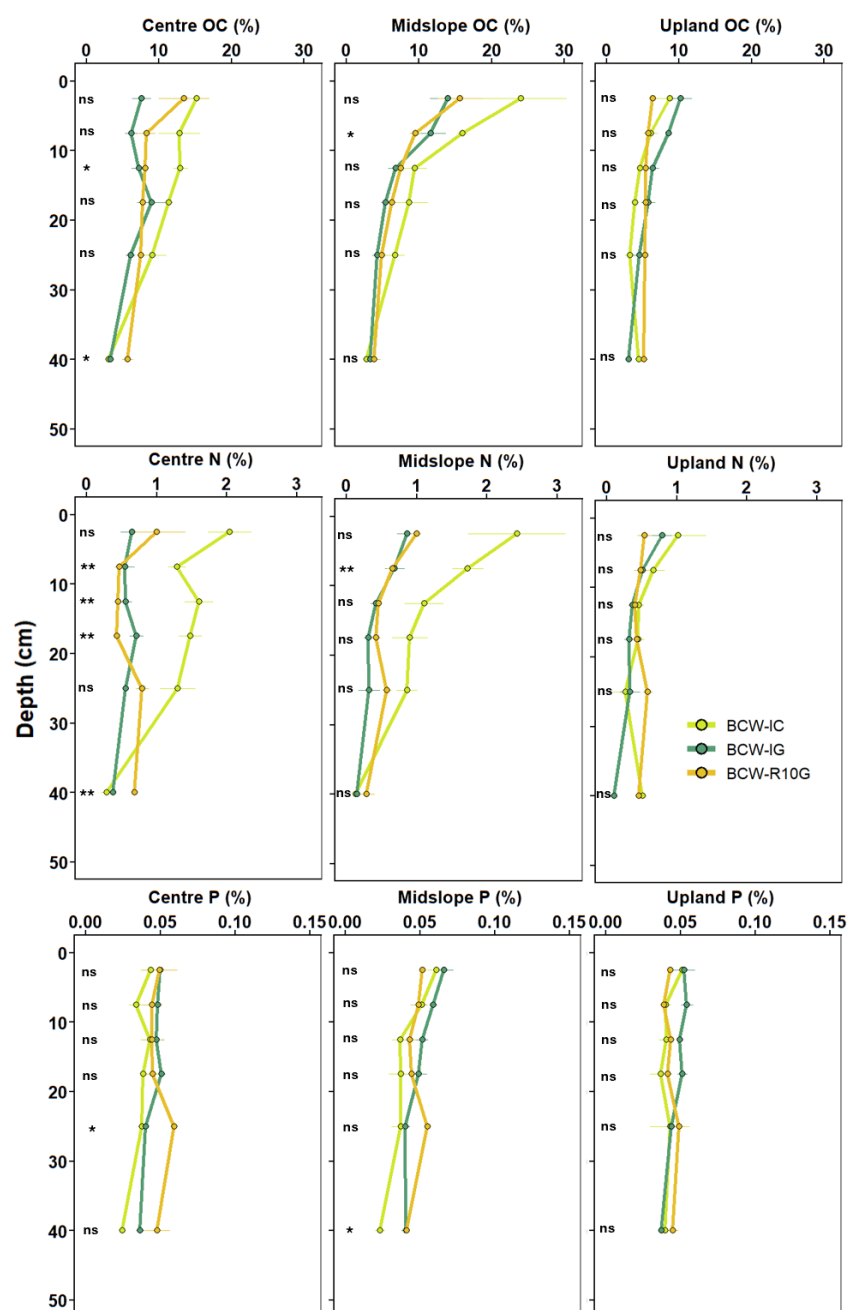 Centre OC (%) Midslope OC (%) Upland OC (%)
0 10 20 30 0 10 20 30 0 10 20 30
0
ns ns ns
ns * ns
10
* ns ns
ns ns ns
20
ns ns ns
30
40 * ns ns
50
Centre N (%) Midslope N (%) Upland N (%)
0 1 2 3 0 1 2 3 0 1 2 3
0
ns ns ns
** ** ns
10
** ns ns
** ns ns
20
ns ns ns
30
40 ** ns ns
50
Depth (cm)
BCW-IC
BCW-IG
BCW-R10G
Centre P (%) Midslope P (%) Upland P (%)
0.00 0.05 0.10 0.15 0.00 0.05 0.10 0.15 0.00 0.05 0.10 0.15
0
ns ns ns
ns ns ns
10
ns ns ns
ns ns ns
20
* ns ns
30
40 ns * ns
50